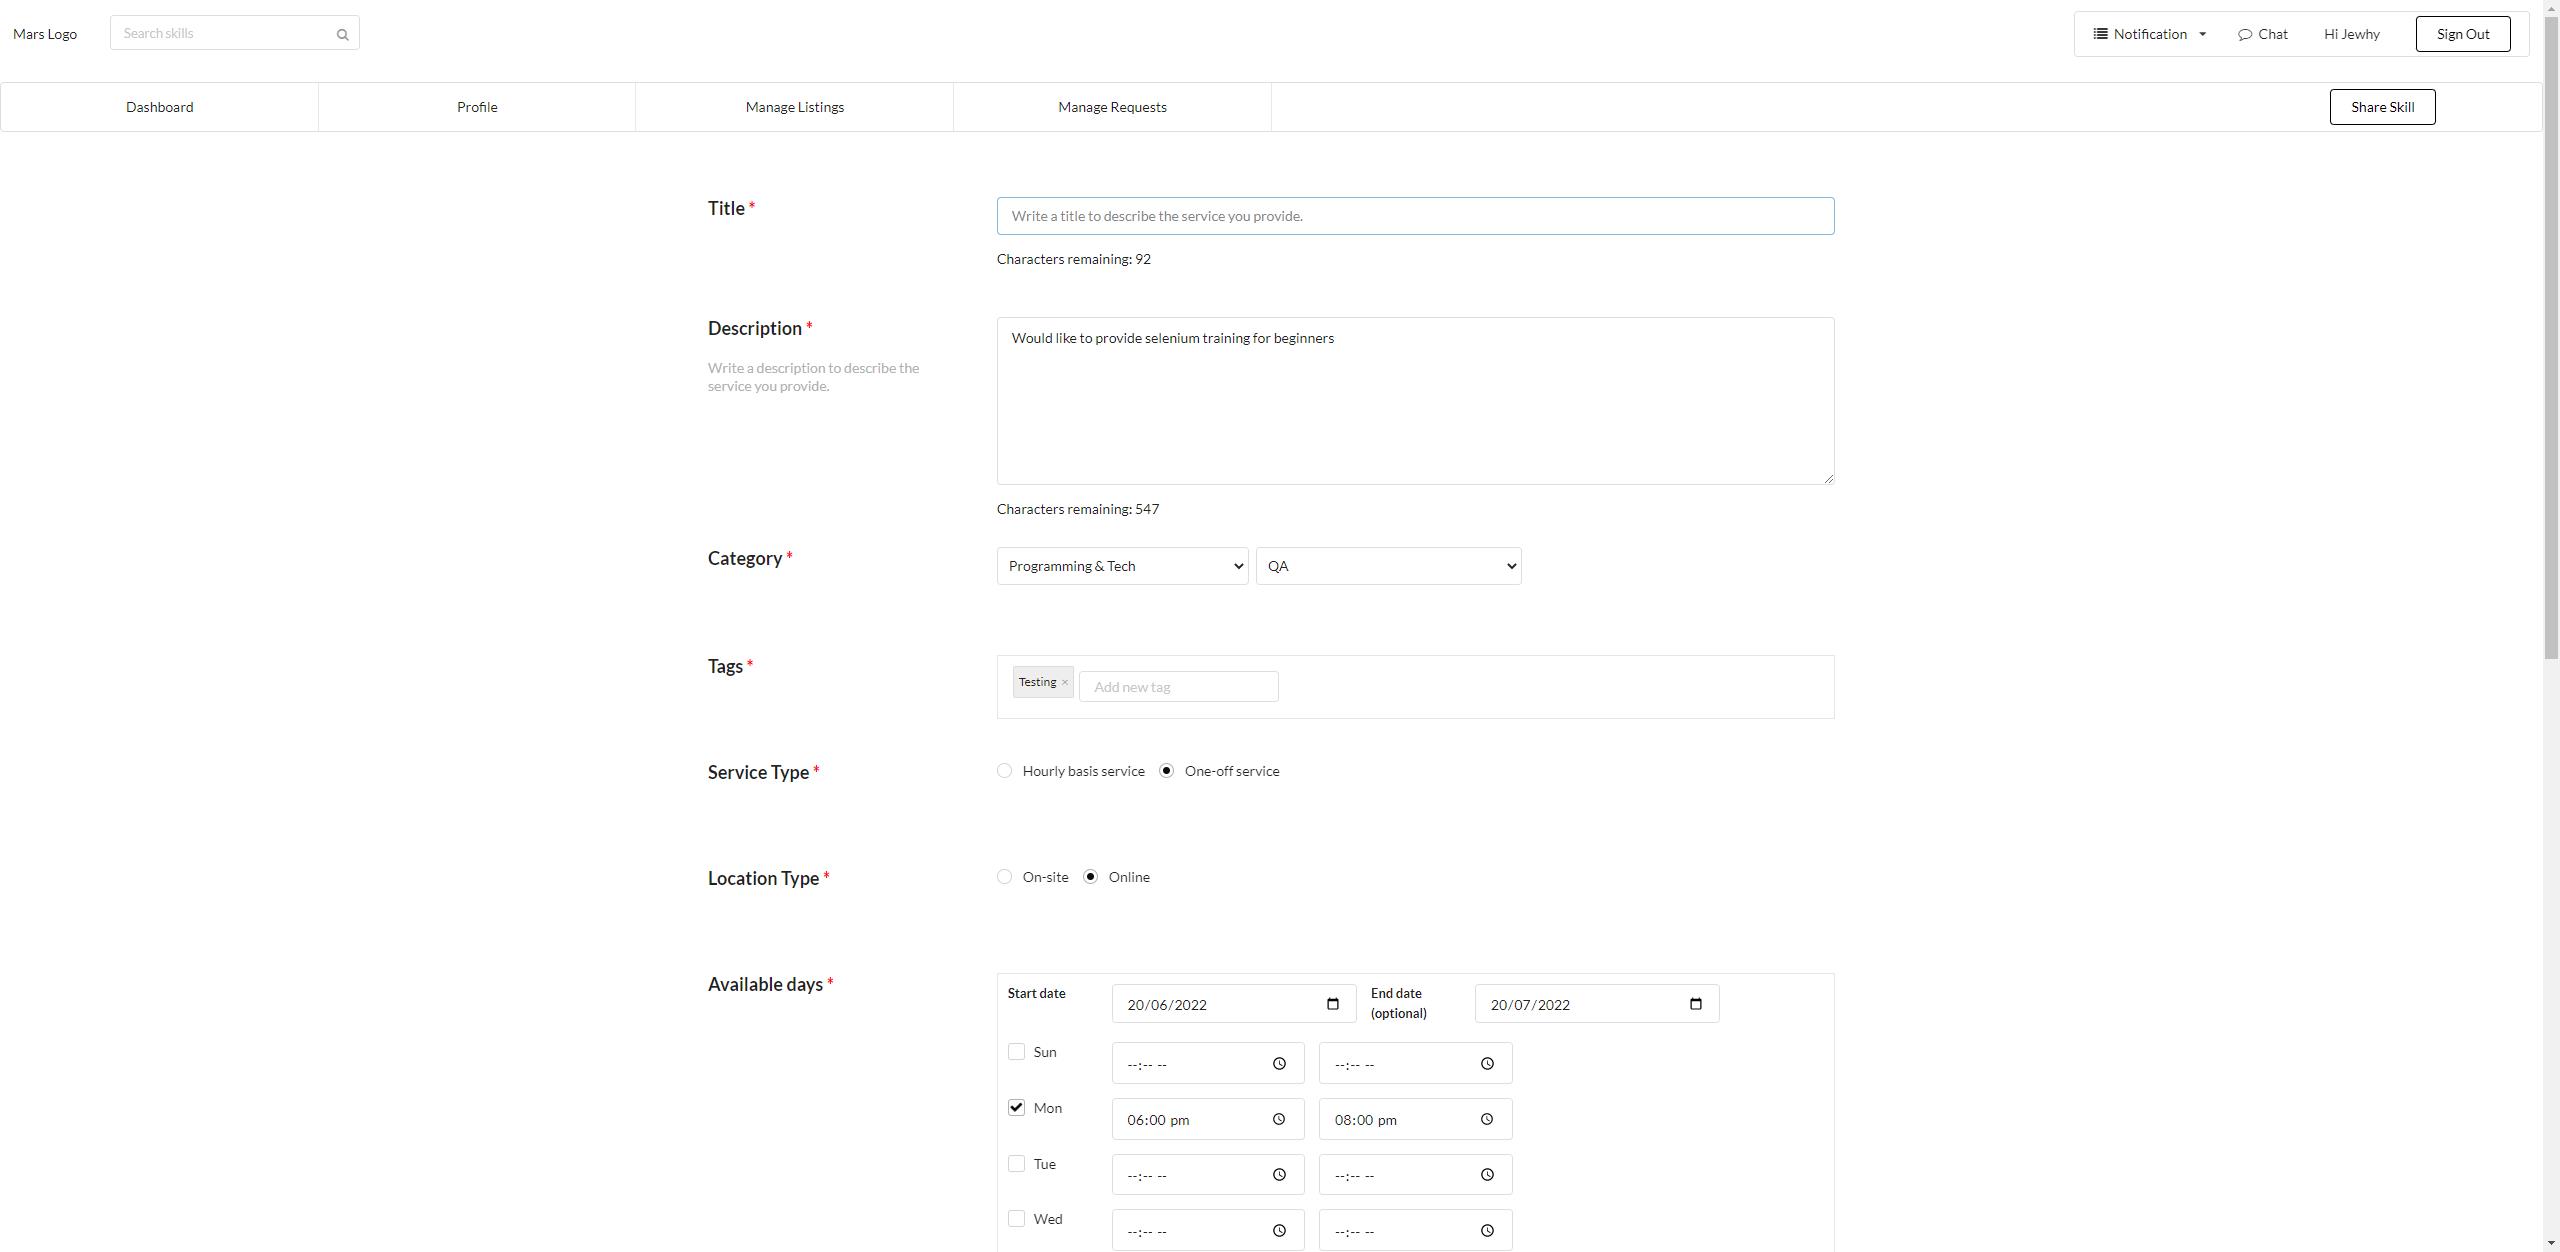 Mars Logo
Search skills
Notification
Chat
Hi Jewhy
Sign Out
Dashboard
Profile
Manage Listings
Manage Requests
Share Skill
Title *
Write a title to describe the service you provide.
Characters remaining: 92
Description *
Write a description to describe the
service you provide.
Would like to provide selenium training for beginners
Characters remaining: 547
Category *
Programming & Tech
QA
Tags *
Testing ×
Add new tag
Service Type *
Hourly basis service
One-off service
Location Type *
On-site
Online
Available days *
Start date
20/06/2022
End date
(optional)
20/07/2022
Sun
--:-- --
--:-- --
Mon
06:00 pm
08:00 pm
Tue
--:-- --
--:-- --
Wed
--:-- --
--:-- --